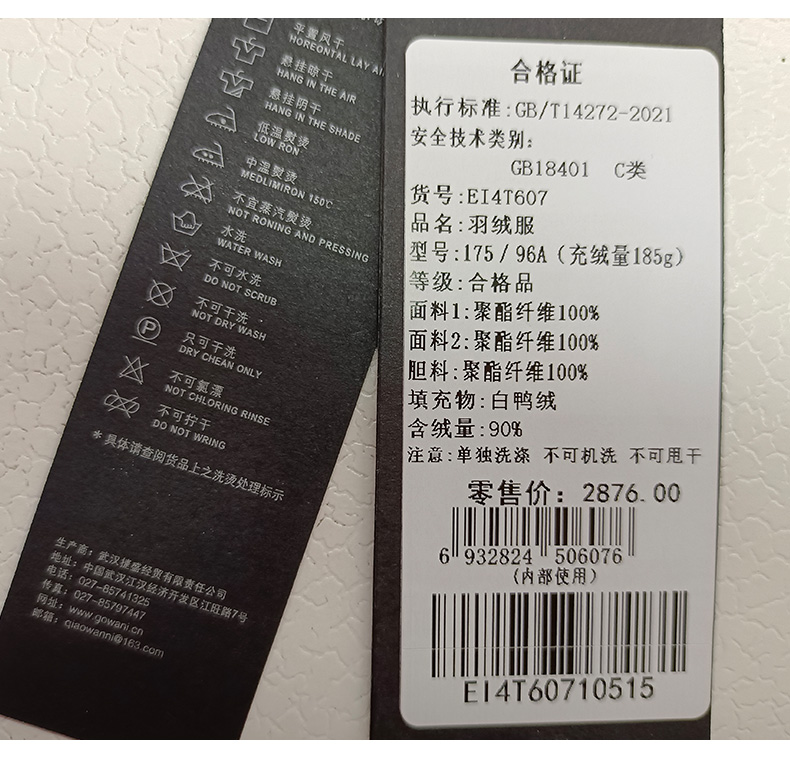 平置风干
HOREONTAL LAY AI
悬挂晾干
HANG IN THE AIR
悬挂阴干
HANG IN THE SHADE
低温熨烫
LOW RON
中温熨烫
MEDLIMIRON 150℃
不宜蒸汽熨烫
NOT RONING AND PRESSING
水洗
WATER WASH
不可水洗
DO NOT SCRUB
不可干洗
NOT DRY WASH
P
只可干洗
DRY CHEAN ONLY
不可氯漂
NOT CHLORING RINSE
不可拧干
DO NOT WRING
*具体请查阅货品上之洗烫处理标示
生产商：武汉捷盛经贸有限责任公司
地址：中国武汉江汉经济开发区江旺路7号
电话：027-85741325
传真：027-85797447
网址：www.gowani.cn
邮箱：qiaowanni@163.com
合格证
执行标准:GB/T14272-2021
安全技术类别:
GB18401 C类
货号:EI4T607
品名:羽绒服
型号:175/96A(充绒量185g)
等级:合格品
面料1:聚酯纤维100%
面料2:聚酯纤维100%
胆料:聚酯纤维100%
填充物:白鸭绒
含绒量:90%
注意:单独洗涤 不可机洗 不可甩干
零售价: 2876.00
6 932824 506076
(内部使用)
EI4T60710515